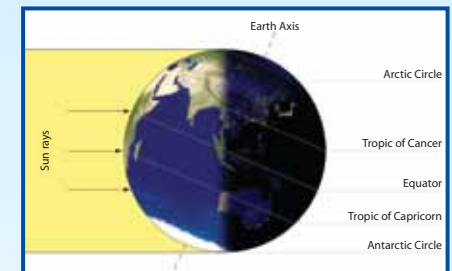 Earth Axis
Arctic Circle
Tropic of Cancer
Sun rays
Equator
Tropic of Capricorn
Antarctic Circle